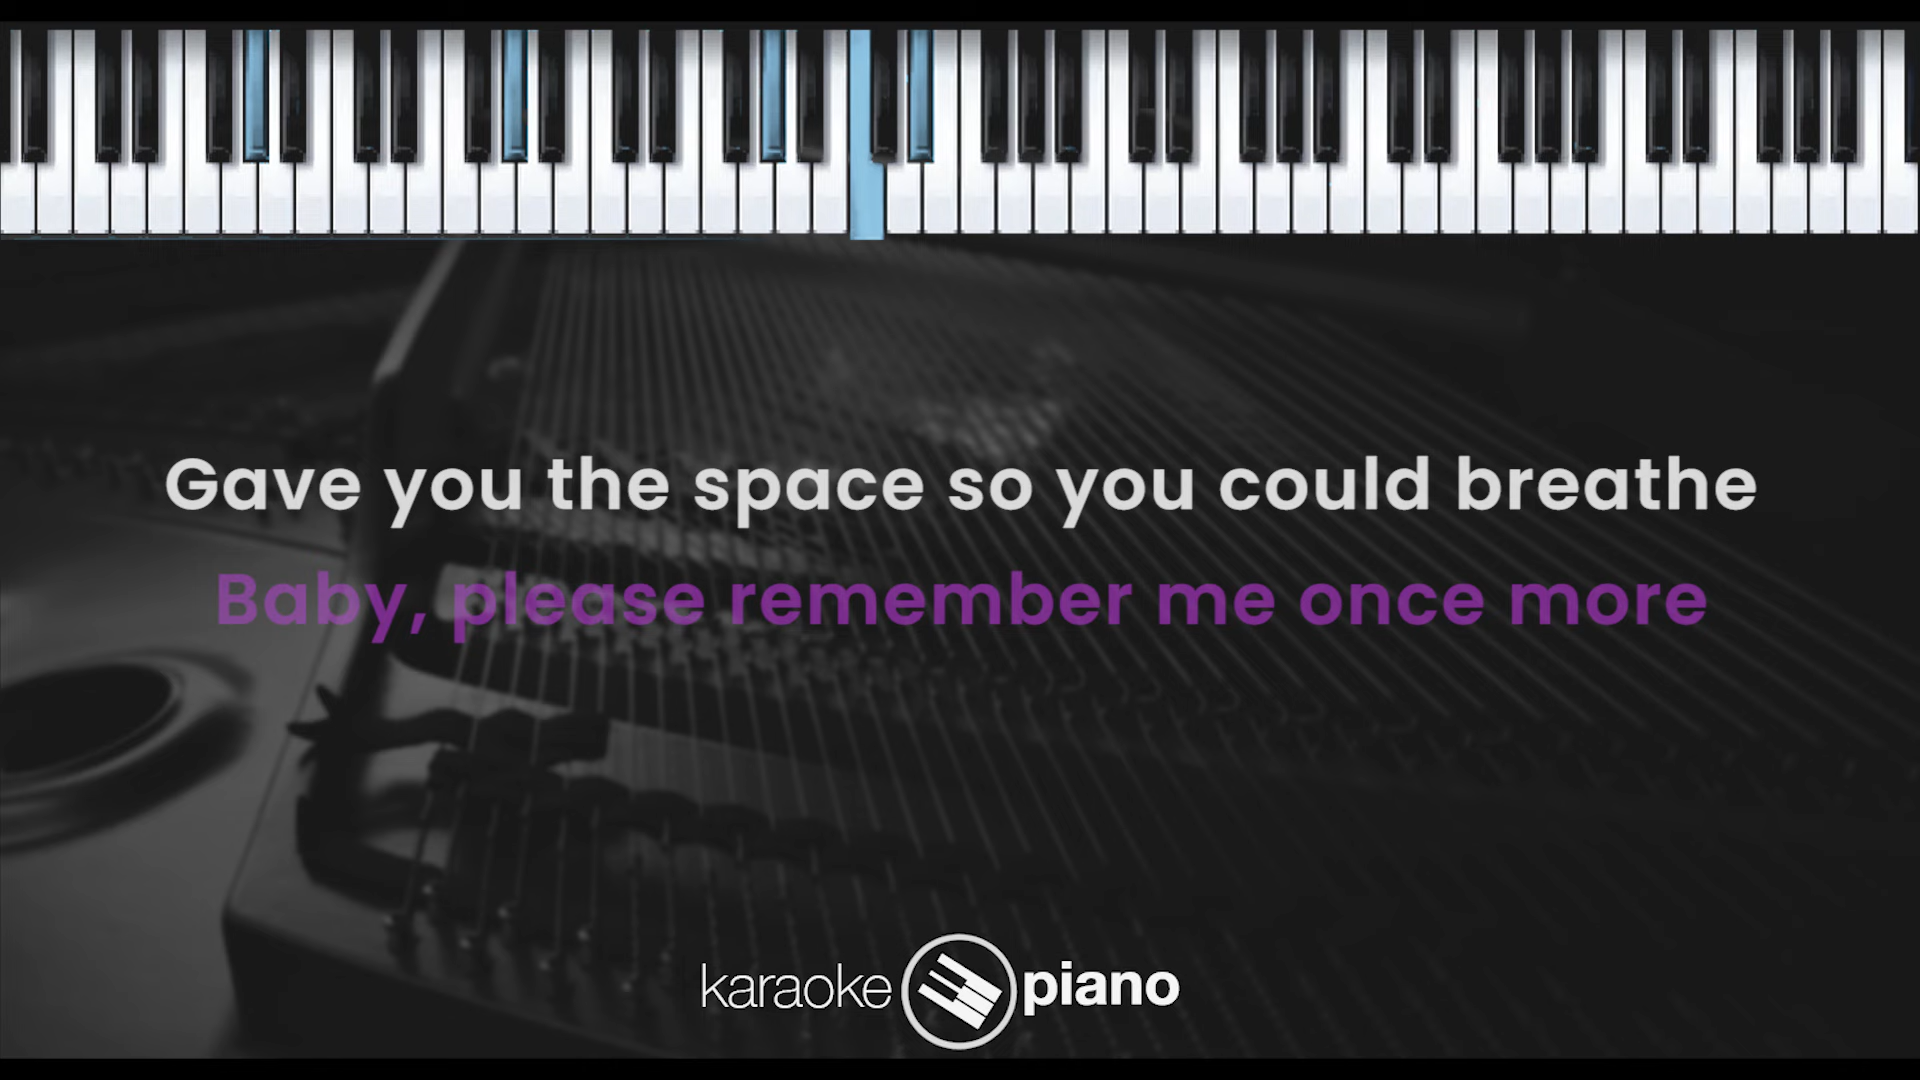 Gave you the space so you could breathe
Baby, please remember me once more
karaoke piano